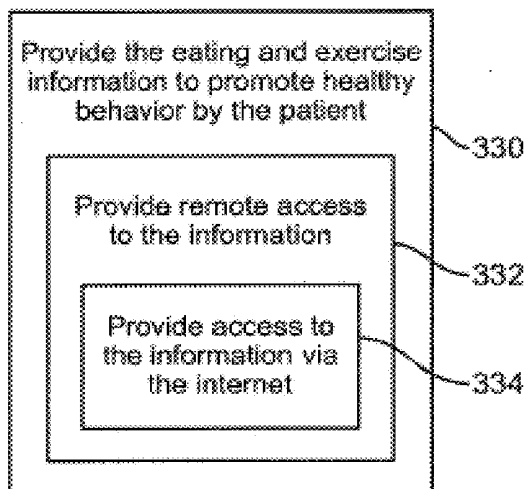 Provide the eating and exercise
information to promote healthy
behavior by the patient
330
Provide remote access
to the information
332
Provide access to
the information via
the internet
334